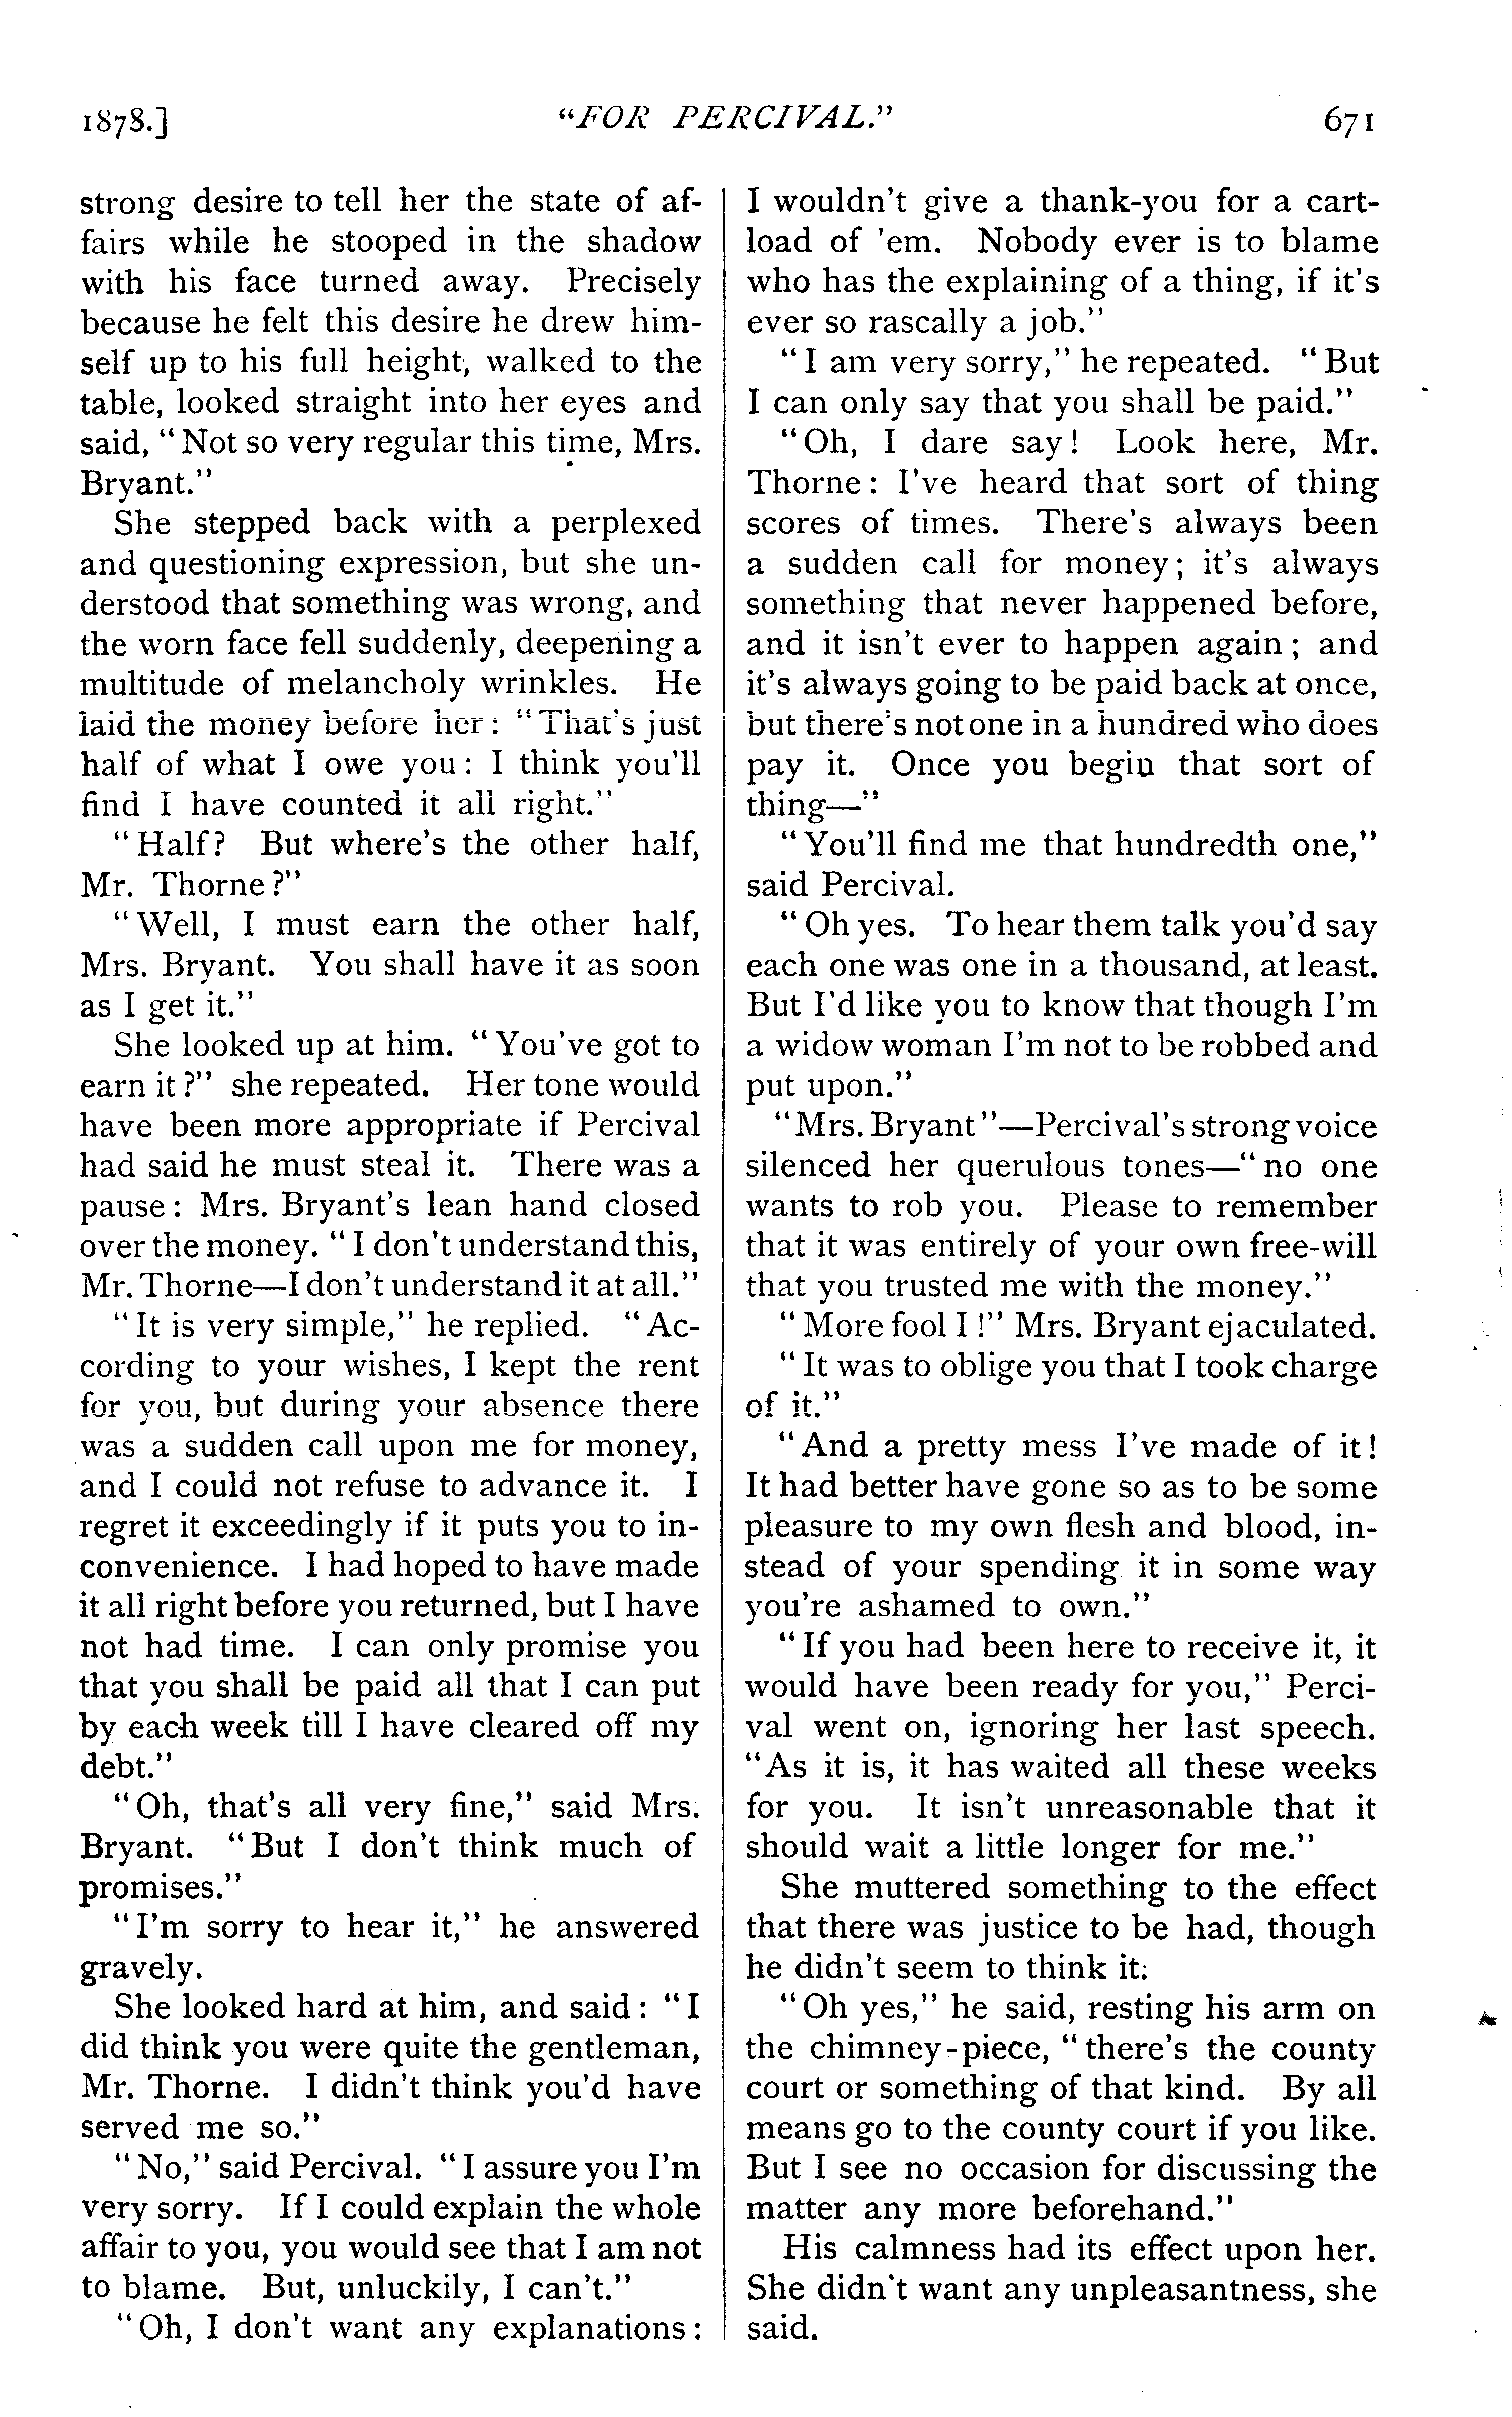 1878.] "FOR PERCIVAL." 671
strong desire to tell her the state of af-
fairs while he stooped in the shadow
with his face turned away. Precisely
because he felt this desire he drew him-
self up to his full height, walked to the
table, looked straight into her eyes and
said, "Not so very regular this time, Mrs.
Bryant."
She stepped back with a perplexed
and questioning expression, but she un-
derstood that something was wrong, and
the worn face fell suddenly, deepening a
multitude of melancholy wrinkles. He
laid the money before her: "That's just
half of what I owe you: I think you'll
find I have counted it all right."
"Half? But where's the other half,
Mr. Thorne?"
"Well, I must earn the other half,
Mrs. Bryant. You shall have it as soon
as I get it."
She looked up at him. "You've got to
earn it?" she repeated. Her tone would
have been more appropriate if Percival
had said he must steal it. There was a
pause: Mrs. Bryant's lean hand closed
over the money. "I don't understand this,
Mr. Thorne—I don't understand it at all."
"It is very simple," he replied. "Ac-
cording to your wishes, I kept the rent
for you, but during your absence there
was a sudden call upon me for money,
and I could not refuse to advance it. I
regret it exceedingly if it puts you to in-
convenience. I had hoped to have made
it all right before you returned, but I have
not had time. I can only promise you
that you shall be paid all that I can put
by each week till I have cleared off my
debt."
"Oh, that's all very fine," said Mrs.
Bryant. "But I don't think much of
promises."
"I'm sorry to hear it," he answered
gravely.
She looked hard at him, and said: "I
did think you were quite the gentleman,
Mr. Thorne. I didn't think you'd have
served me so."
"No," said Percival. "I assure you I'm
very sorry. If I could explain the whole
affair to you, you would see that I am not
to blame. But, unluckily, I can't."
"Oh, I don't want any explanations:
I wouldn't give a thank-you for a cart-
load of 'em. Nobody ever is to blame
who has the explaining of a thing, if it's
ever so rascally a job."
"I am very sorry," he repeated. "But
I can only say that you shall be paid."
"Oh, I dare say! Look here, Mr.
Thorne: I've heard that sort of thing
scores of times. There's always been
a sudden call for money; it's always
something that never happened before,
and it isn't ever to happen again; and
it's always going to be paid back at once,
but there's not one in a hundred who does
pay it. Once you begin that sort of
thing—"
"You'll find me that hundredth one,"
said Percival.
"Oh yes. To hear them talk you'd say
each one was one in a thousand, at least.
But I'd like you to know that though I'm
a widow woman I'm not to be robbed and
put upon."
"Mrs. Bryant"—Percival's strong voice
silenced her querulous tones—"no one
wants to rob you. Please to remember
that it was entirely of your own free-will
that you trusted me with the money."
"More fool I!" Mrs. Bryant ejaculated.
"It was to oblige you that I took charge
of it."
"And a pretty mess I've made of it!
It had better have gone so as to be some
pleasure to my own flesh and blood, in-
stead of your spending it in some way
you're ashamed to own."
"If you had been here to receive it, it
would have been ready for you," Perci-
val went on, ignoring her last speech.
"As it is, it has waited all these weeks
for you. It isn't unreasonable that it
should wait a little longer for me."
She muttered something to the effect
that there was justice to be had, though
he didn't seem to think it.
"Oh yes," he said, resting his arm on
the chimney-piece, "there's the county
court or something of that kind. By all
means go to the county court if you like.
But I see no occasion for discussing the
matter any more beforehand."
His calmness had its effect upon her.
She didn't want any unpleasantness, she
said.